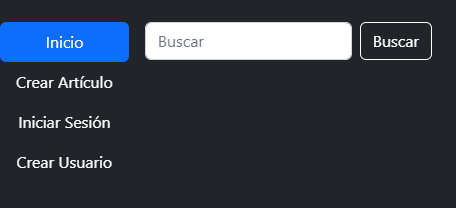 Inicio
Buscar
Buscar
Crear Artículo
Iniciar Sesión
Crear Usuario